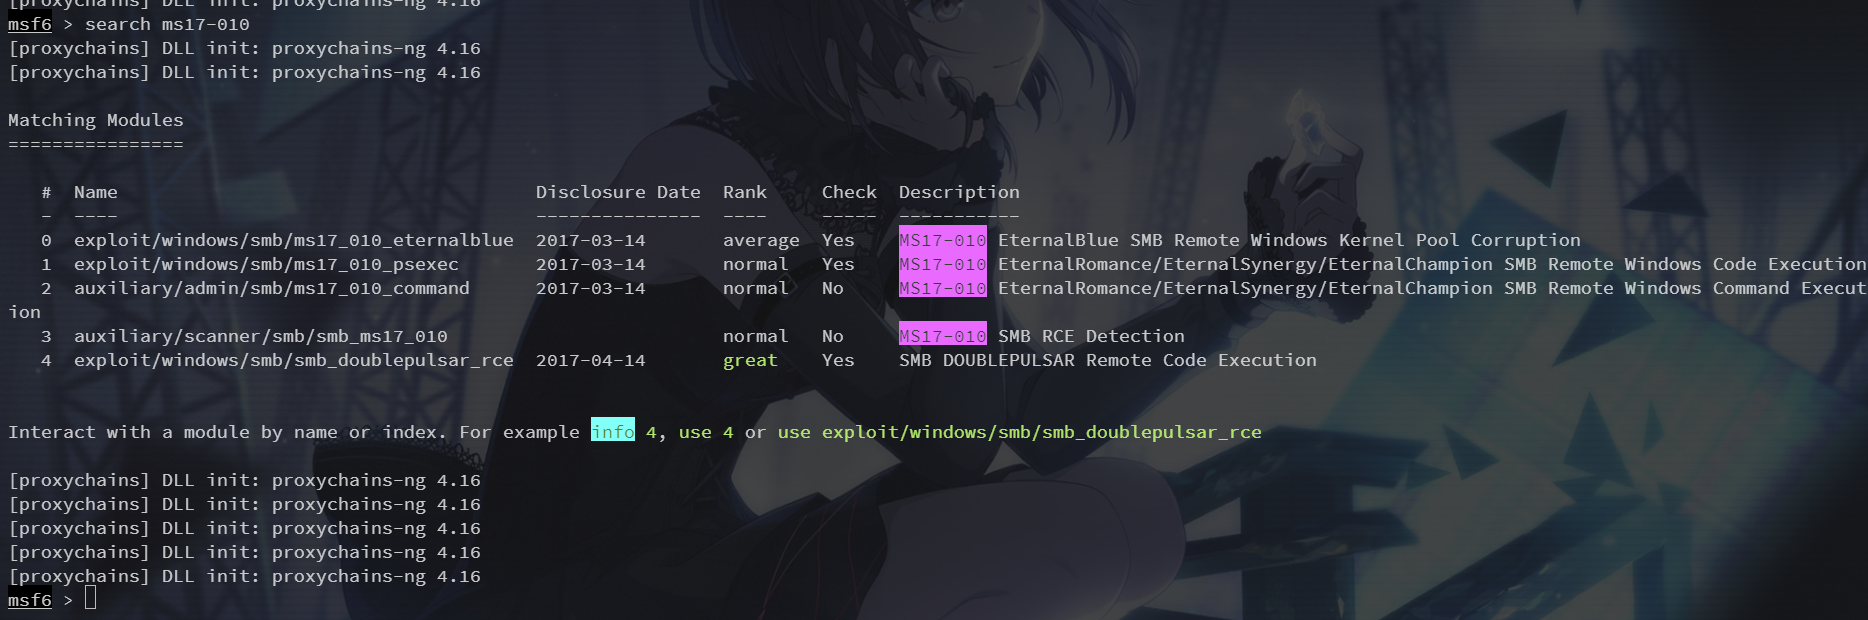 [proxychains] DLL init: proxychains-ng 4.16
msf6 > search ms17-010
[proxychains] DLL init: proxychains-ng 4.16
[proxychains] DLL init: proxychains-ng 4.16
Matching Modules
================
# Name Disclosure Date Rank Check Description
- ---- --------------- ---- ----- -----------
0 exploit/windows/smb/ms17_010_eternalblue 2017-03-14 average Yes MS17-010 EternalBlue SMB Remote Windows Kernel Pool Corruption
1 exploit/windows/smb/ms17_010_psexec 2017-03-14 normal Yes MS17-010 EternalRomance/EternalSynergy/EternalChampion SMB Remote Windows Code Execution
2 auxiliary/admin/smb/ms17_010_command 2017-03-14 normal No MS17-010 EternalRomance/EternalSynergy/EternalChampion SMB Remote Windows Command Execut
ion
3 auxiliary/scanner/smb/smb_ms17_010 normal No MS17-010 SMB RCE Detection
4 exploit/windows/smb/smb_doublepulsar_rce 2017-04-14 great Yes SMB DOUBLEPULSAR Remote Code Execution
Interact with a module by name or index. For example info 4, use 4 or use exploit/windows/smb/smb_doublepulsar_rce
[proxychains] DLL init: proxychains-ng 4.16
[proxychains] DLL init: proxychains-ng 4.16
[proxychains] DLL init: proxychains-ng 4.16
[proxychains] DLL init: proxychains-ng 4.16
[proxychains] DLL init: proxychains-ng 4.16
msf6 >